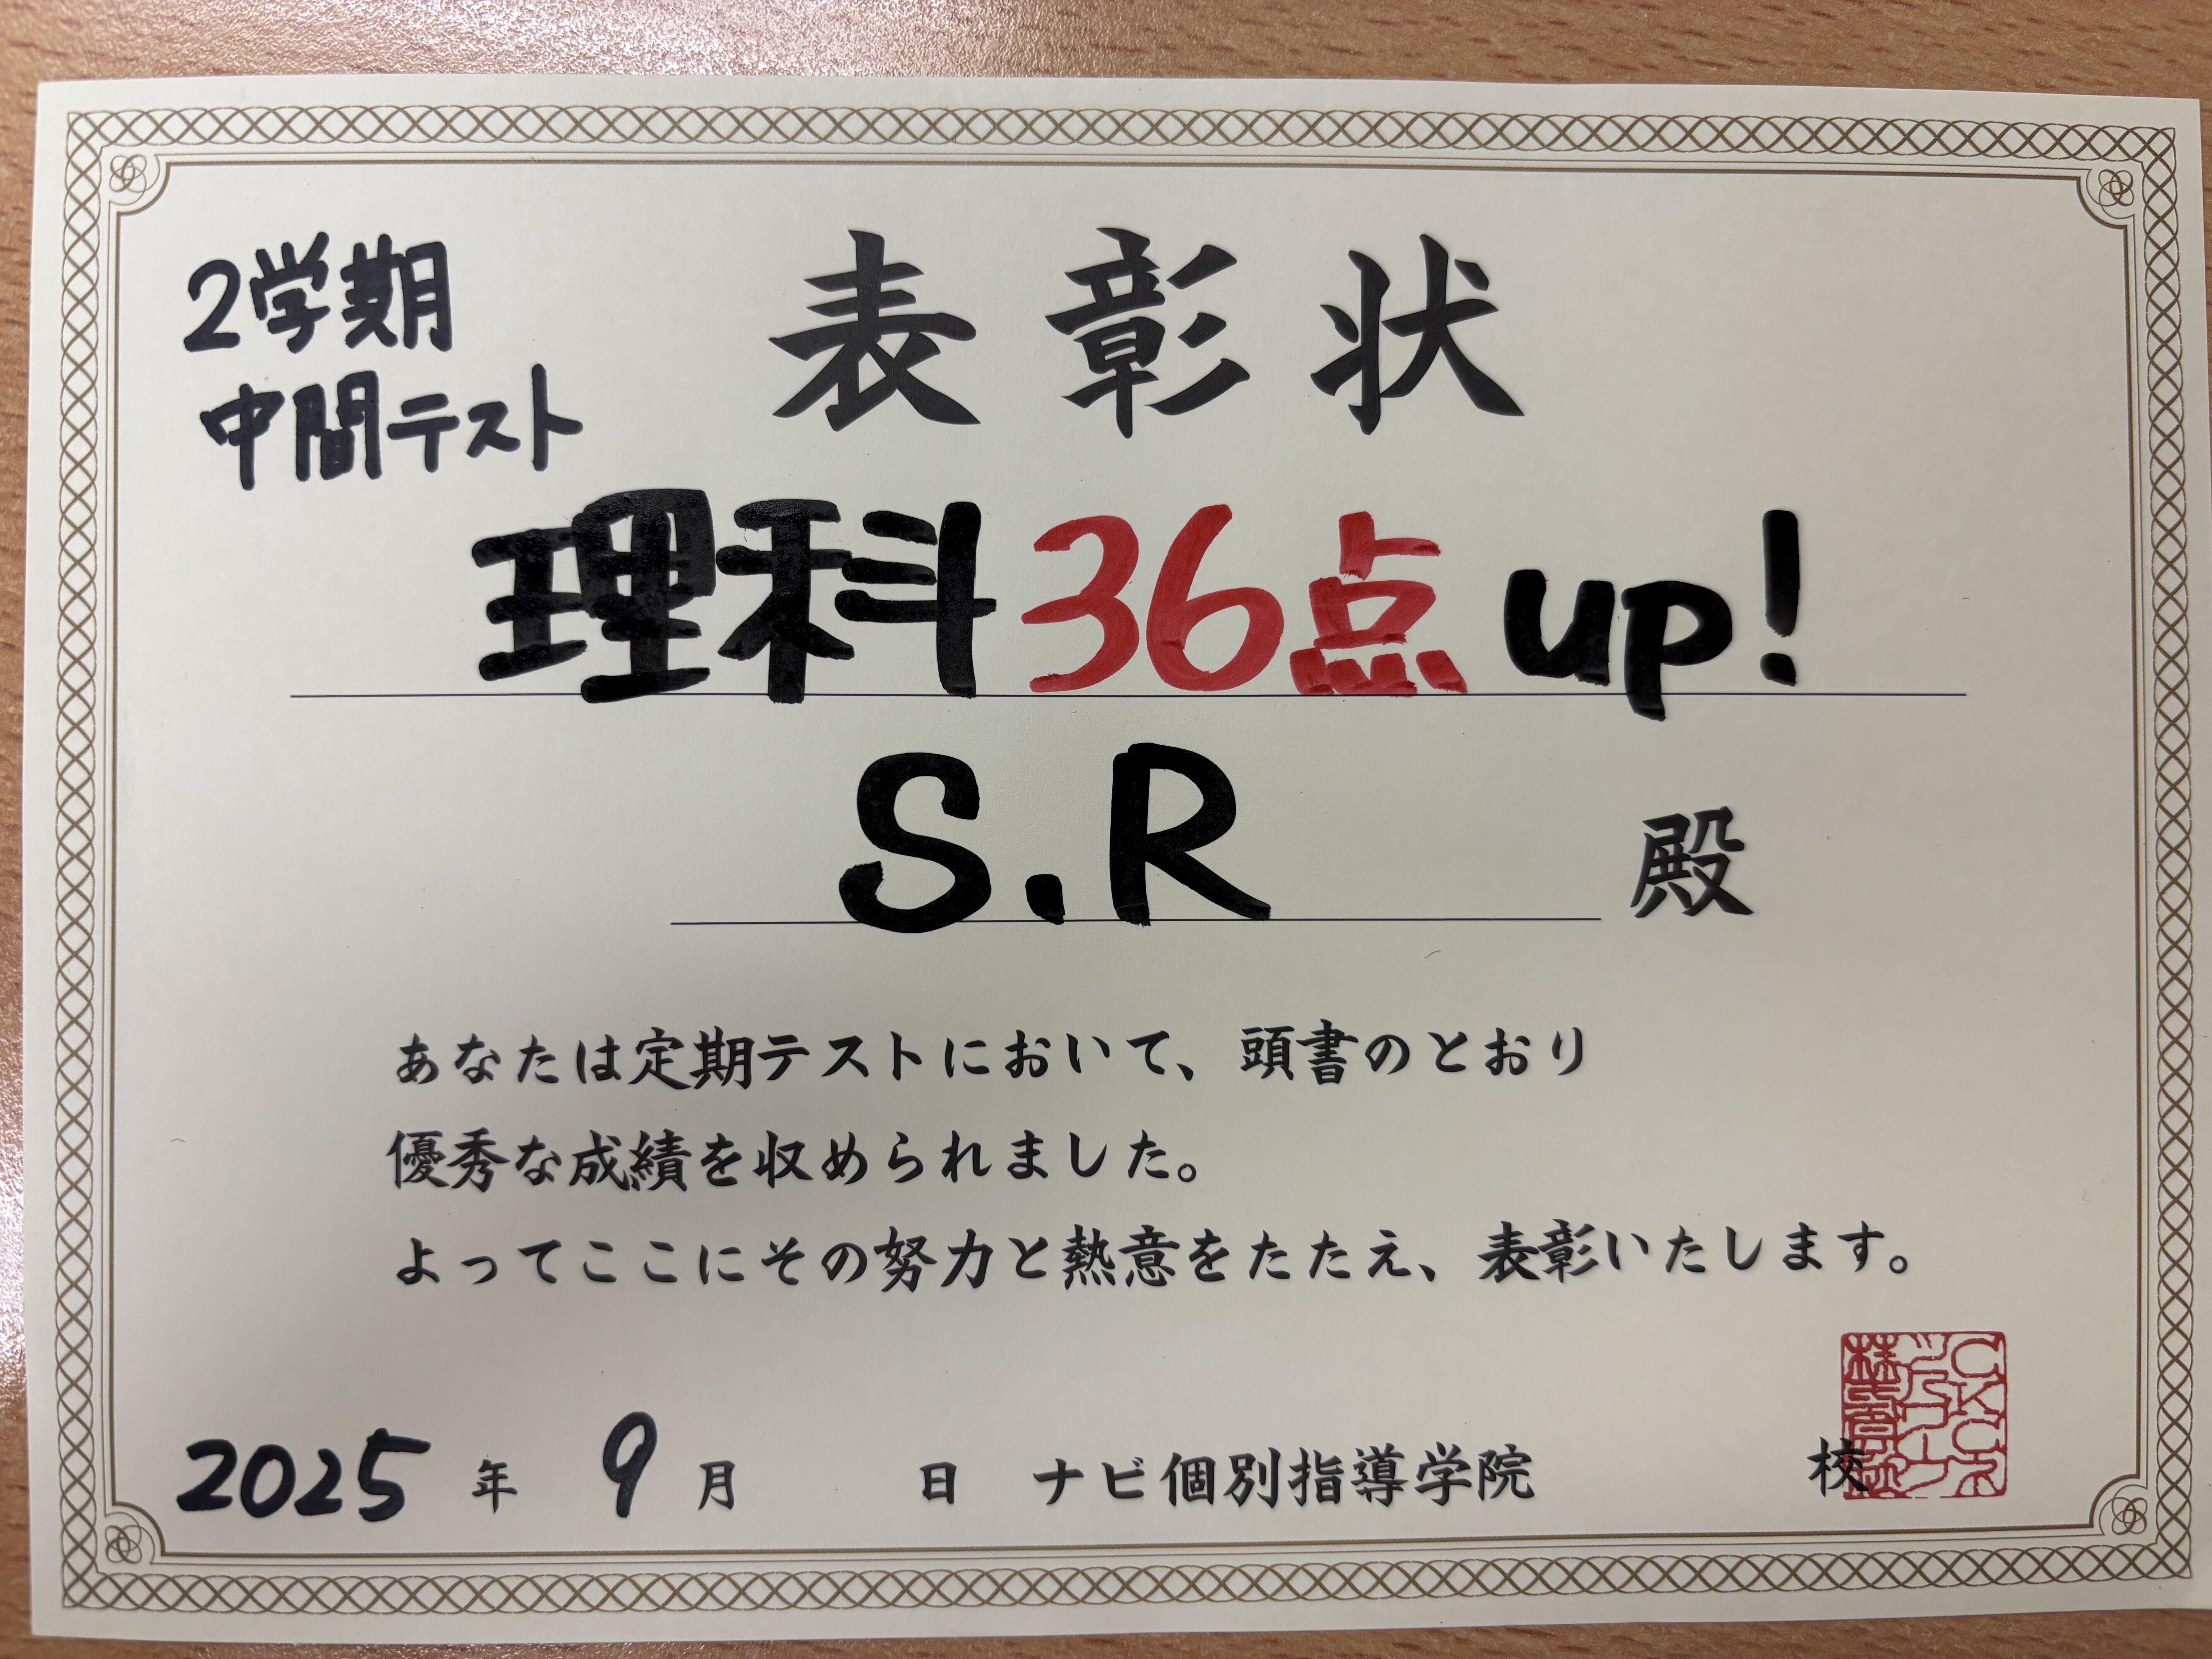 2学期
中間テスト
表彰状
理科36点up!
S.R 殿
あなたは定期テストにおいて、頭書のとおり
優秀な成績を収められました。
よってここにその努力と熱意をたたえ、表彰いたします。
2025年 9月 日 ナビ個別指導学院 校